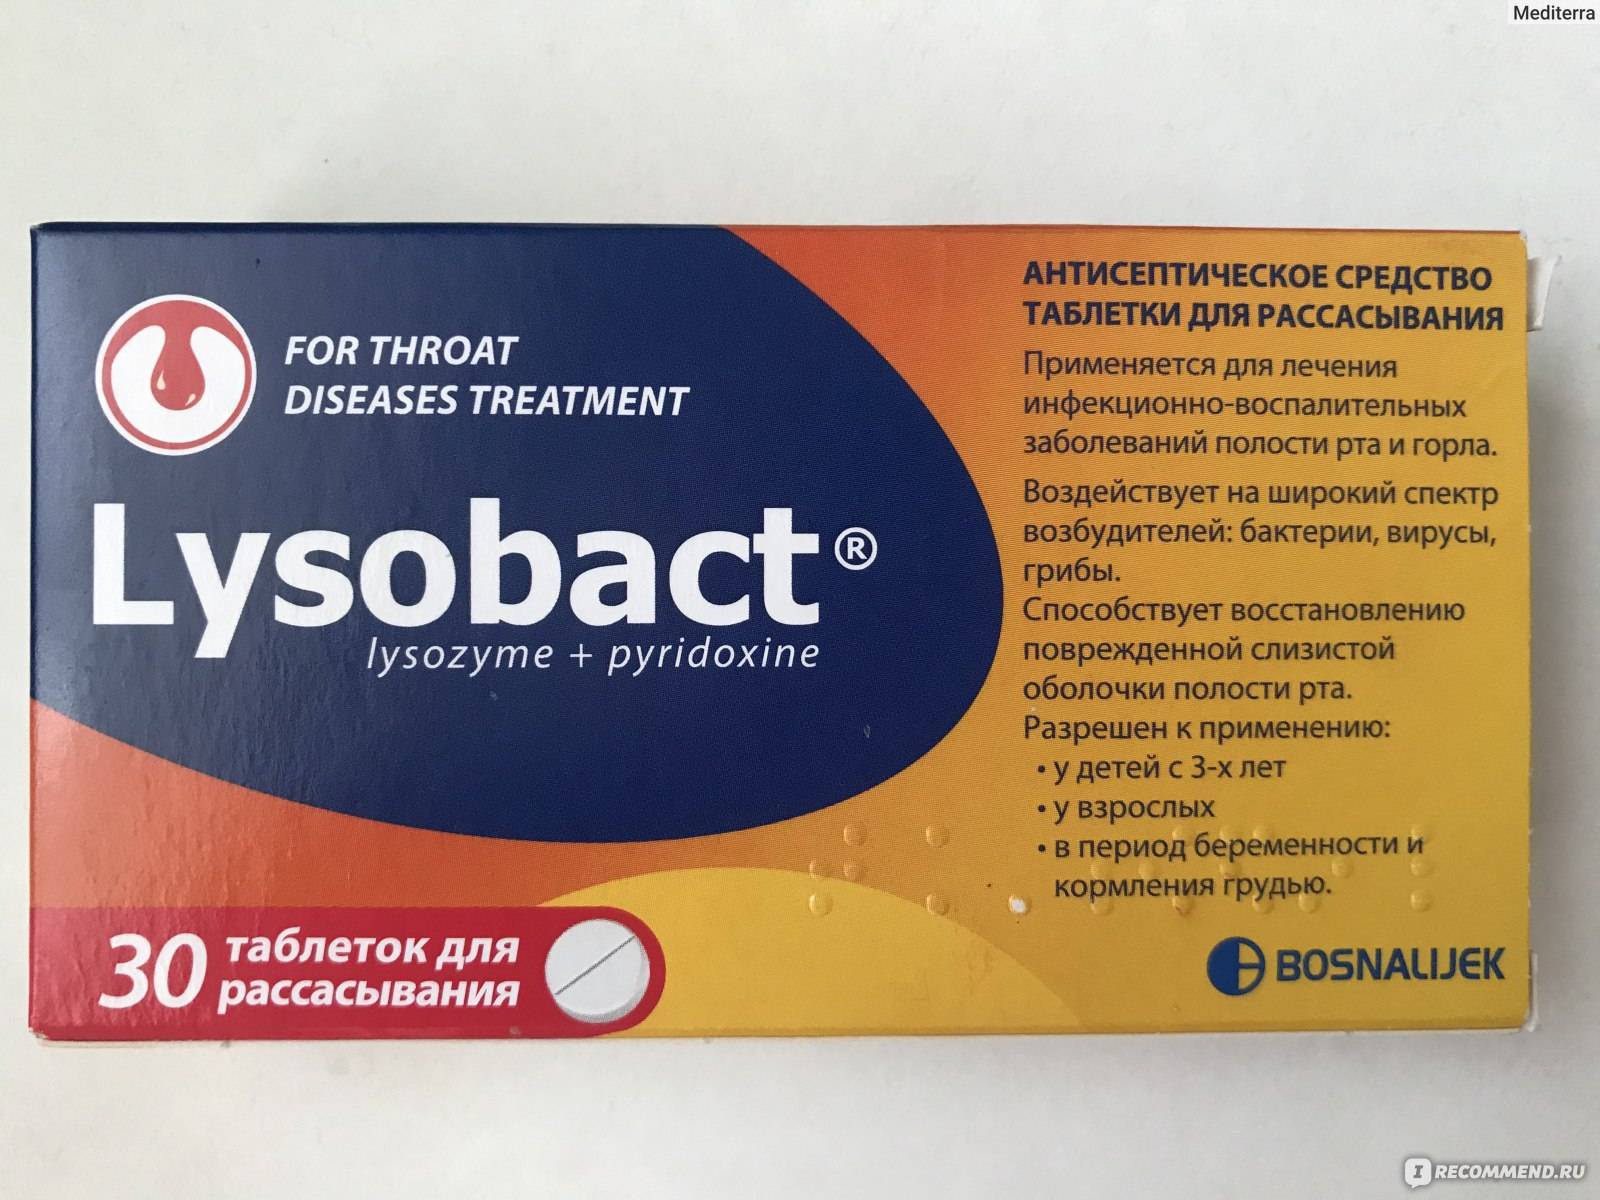 Mediterra
FOR THROAT
DISEASES TREATMENT
Lysobact®
lysozyme + pyridoxine
30 таблеток для
рассасывания
АНТИСЕПТИЧЕСКОЕ СРЕДСТВО
ТАБЛЕТКИ ДЛЯ РАССАСЫВАНИЯ
Применяется для лечения
инфекционно-воспалительных
заболеваний полости рта и горла.
Воздействует на широкий спектр
возбудителей: бактерии, вирусы,
грибы.
Способствует восстановлению
поврежденной слизистой
оболочки полости рта.
Разрешен к применению:
• у детей с 3-х лет
• у взрослых
• в период беременности и
кормления грудью.
BOSNALIJEK
IRECOMMEND.RU